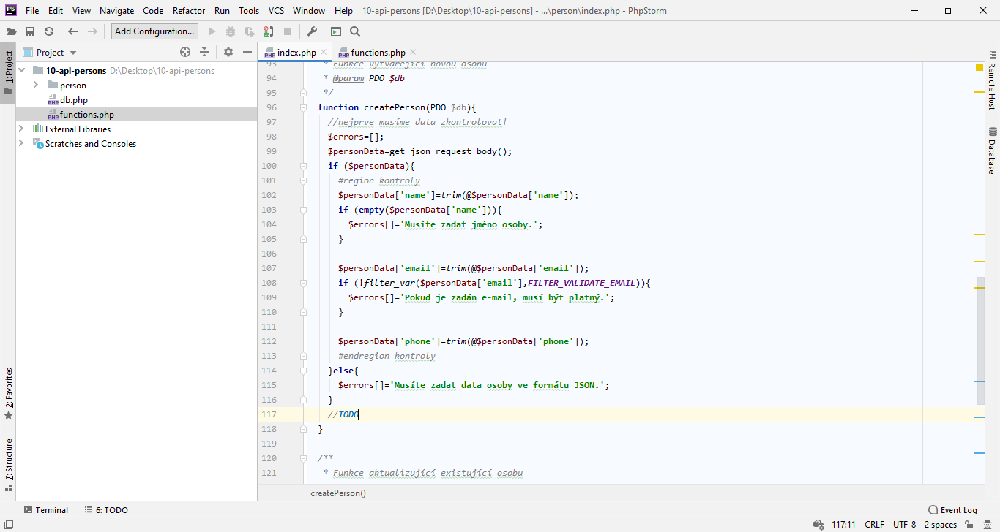 File Edit View Navigate Code Refactor Run Tools VCS Window Help 10-api-persons [D:\Desktop\10-api-persons] - ...\person\index.php - PhpStorm
Add Configuration...
Project
index.php
functions.php
1: Project
10-api-persons D:\Desktop\10-api-persons
person
db.php
functions.php
External Libraries
Scratches and Consoles
2: Favorites
7: Structure
93 * Funkce vytvářející novou osobu
94 * @param PDO $db
95 */
96 function createPerson(PDO $db){
97 //nejprve musíme data zkontrolovat!
98 $errors=[];
99 $personData=get_json_request_body();
100 if ($personData){
101 #region kontroly
102 $personData['name']=trim(@$personData['name']);
103 if (empty($personData['name'])){
104 $errors[]='Musíte zadat jméno osoby.';
105 }
106
107 $personData['email']=trim(@$personData['email']);
108 if (!filter_var($personData['email'],FILTER_VALIDATE_EMAIL)){
109 $errors[]='Pokud je zadán e-mail, musí být platný.';
110 }
111
112 $personData['phone']=trim(@$personData['phone']);
113 #endregion kontroly
114 }else{
115 $errors[]='Musíte zadat data osoby ve formátu JSON.';
116 }
117 //TODO
118 }
119
120 /**
121 * Funkce aktualizující existující osobu
createPerson()
Remote Host
Database
Terminal 6: TODO Event Log
117:11 CRLF UTF-8 2 spaces